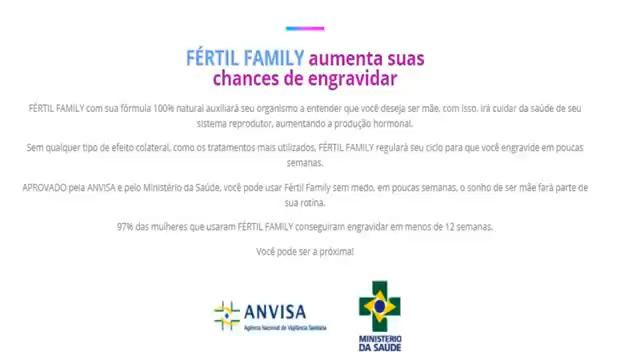 FÉRTIL FAMILY aumenta suas
chances de engravidar
FÉRTIL FAMILY com sua fórmula 100% natural auxiliará seu organismo a entender que você deseja ser mãe, com isso, irá cuidar da saúde de seu
sistema reprodutor, aumentando a produção hormonal.
Sem qualquer tipo de efeito colateral, como os tratamentos mais utilizados, FÉRTIL FAMILY regulará seu ciclo para que você engravide em poucas
semanas.
APROVADO pela ANVISA e pelo Ministério da Saúde, você pode usar Fértil Family sem medo, em poucas semanas, o sonho de ser mãe fará parte de
sua rotina.
97% das mulheres que usaram FÉRTIL FAMILY conseguiram engravidar em menos de 12 semanas.
Você pode ser a próxima!
ANVISA
Agência Nacional de Vigilância Sanitária
MINISTÉRIO
DA SAÚDE